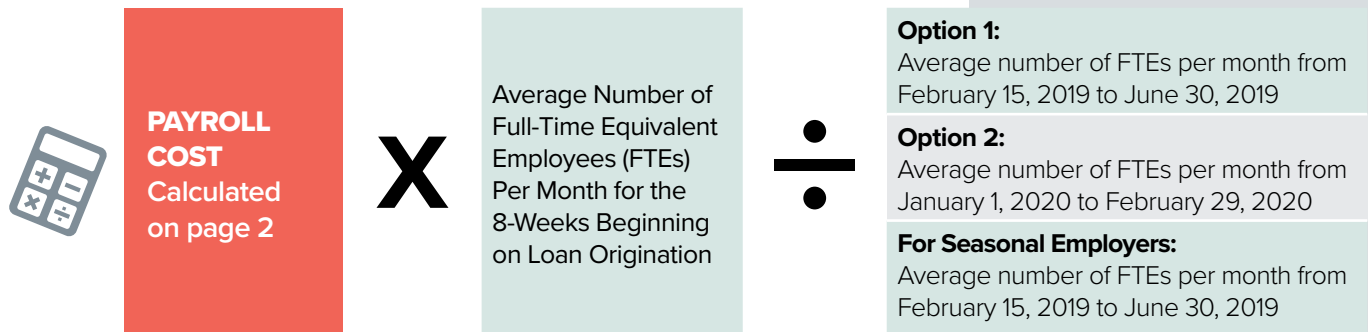 PAYROLL
COST
Calculated
on page 2
X
Average Number of
Full-Time Equivalent
Employees (FTEs)
Per Month for the
8-Weeks Beginning
on Loan Origination
÷
Option 1:
Average number of FTEs per month from
February 15, 2019 to June 30, 2019
Option 2:
Average number of FTEs per month from
January 1, 2020 to February 29, 2020
For Seasonal Employers:
Average number of FTEs per month from
February 15, 2019 to June 30, 2019